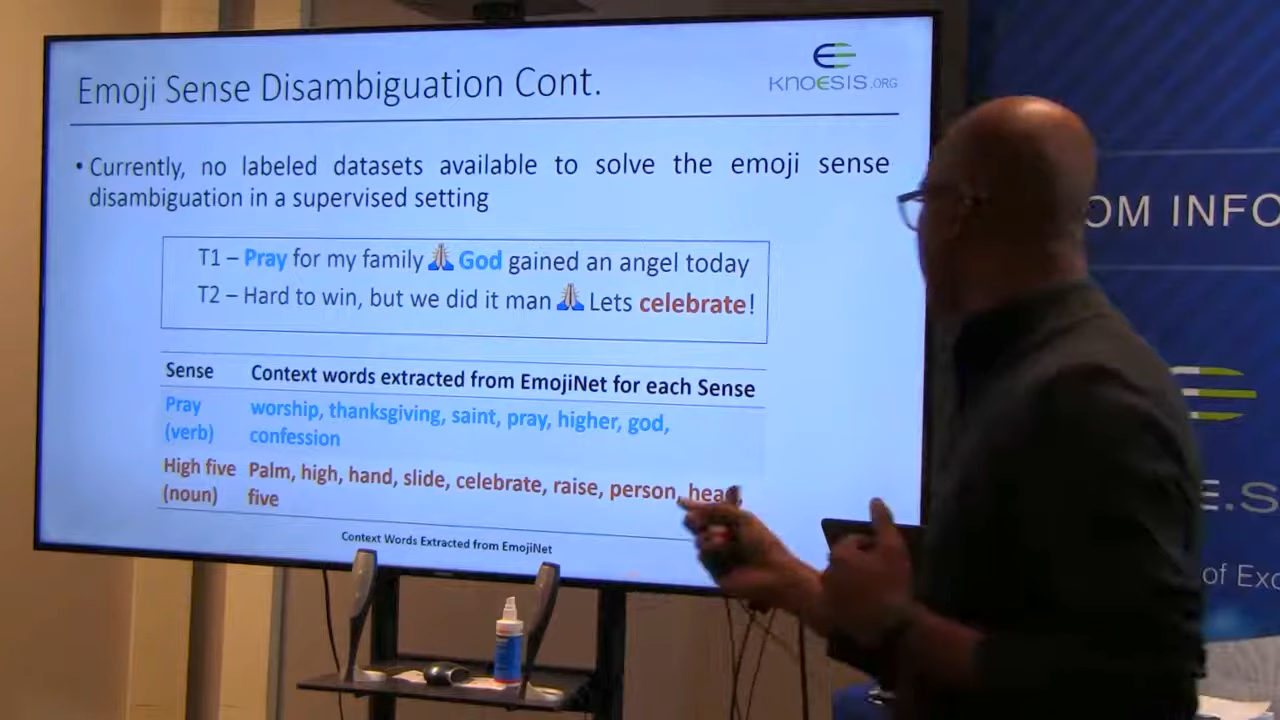 Emoji Sense Disambiguation Cont.
KNOESIS.ORG
• Currently, no labeled datasets available to solve the emoji sense
disambiguation in a supervised setting
T1 – Pray for my family 🙏 God gained an angel today
T2 – Hard to win, but we did it man 🙏 Lets celebrate!
Sense Context words extracted from EmojiNet for each Sense
Pray worship, thanksgiving, saint, pray, higher, god,
(verb) confession
High five Palm, high, hand, slide, celebrate, raise, person, head,
(noun) five
Context Words Extracted from EmojiNet
OM INFO
E.S
of Exc